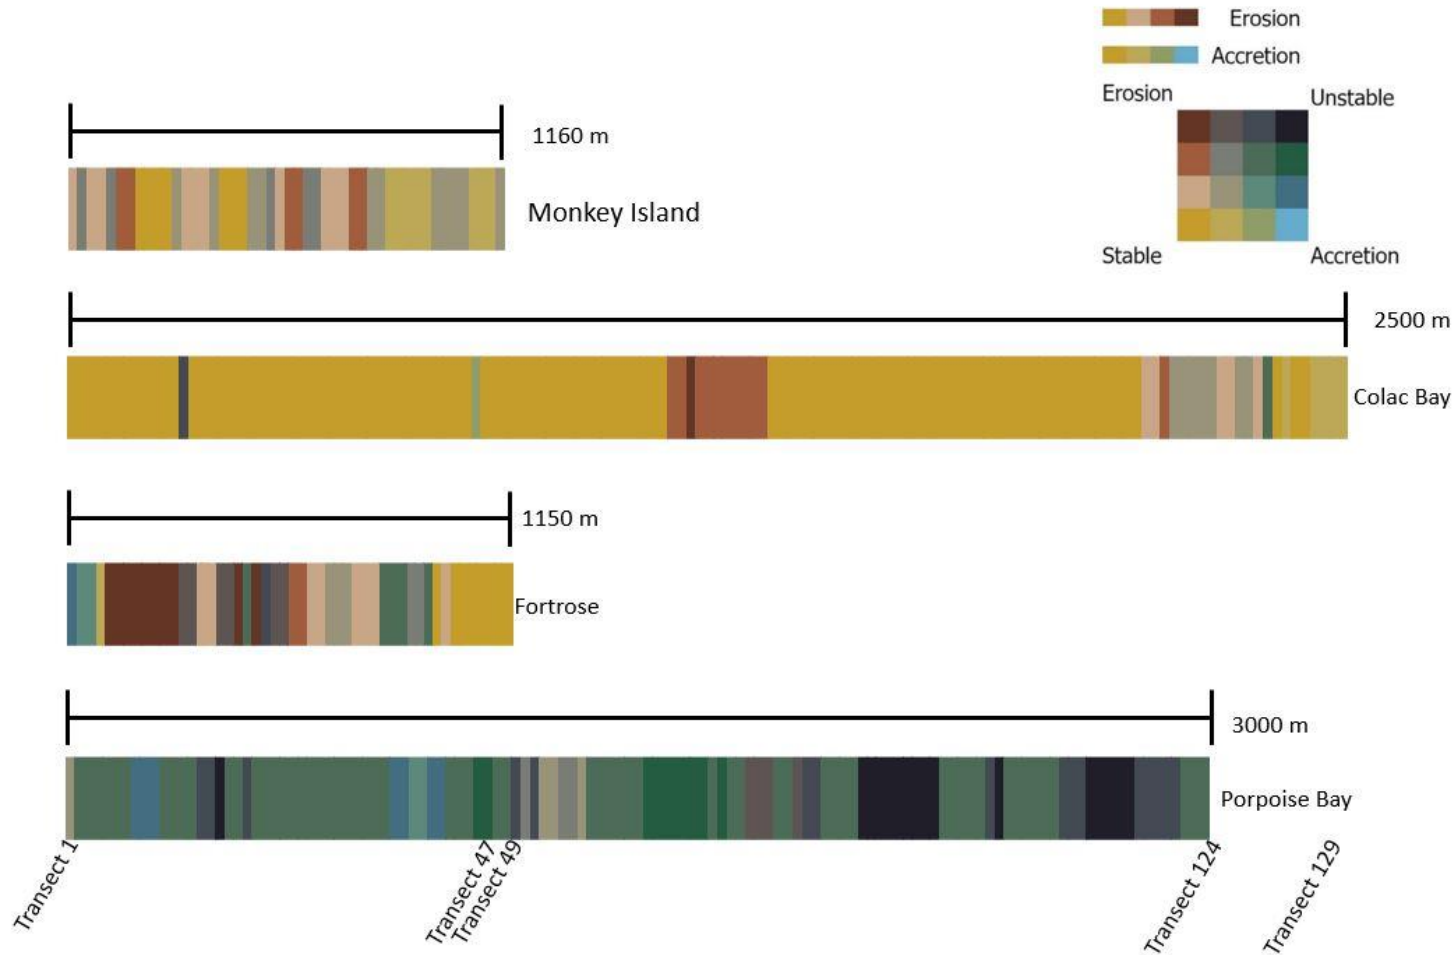 Erosion
Accretion
Erosion
Unstable
Stable
Accretion
1160 m
Monkey Island
2500 m
Colac Bay
1150 m
Fortrose
3000 m
Porpoise Bay
Transect 1
Transect 47
Transect 49
Transect 124
Transect 129